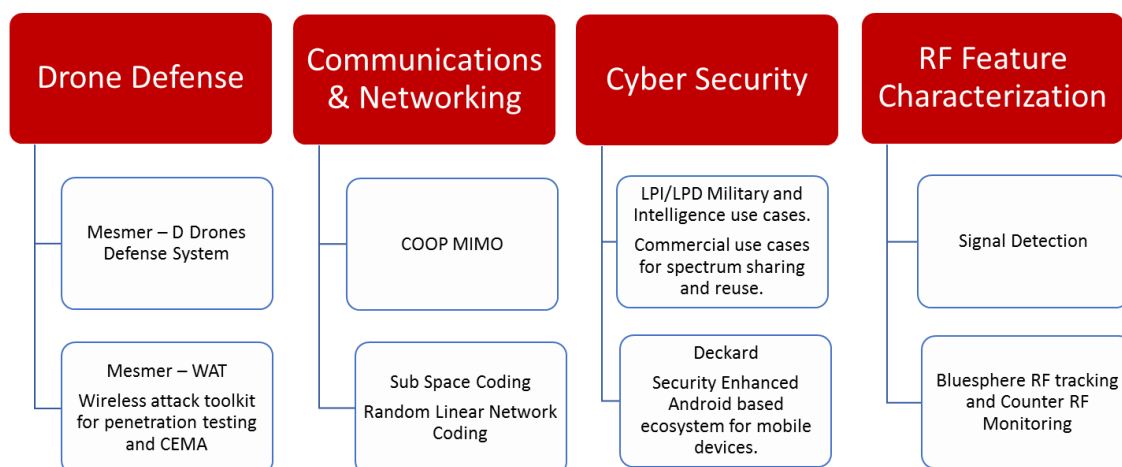 Drone Defense
Mesmer – D Drones
Defense System
Mesmer – WAT
Wireless attack toolkit
for penetration testing
and CEMA
Communications
& Networking
COOP MIMO
Sub Space Coding
Random Linear Network
Coding
Cyber Security
LPI/LPD Military and
Intelligence use cases.
Commercial use cases
for spectrum sharing
and reuse.
Deckard
Security Enhanced
Android based
ecosystem for mobile
devices.
RF Feature
Characterization
Signal Detection
Bluesphere RF tracking
and Counter RF
Monitoring